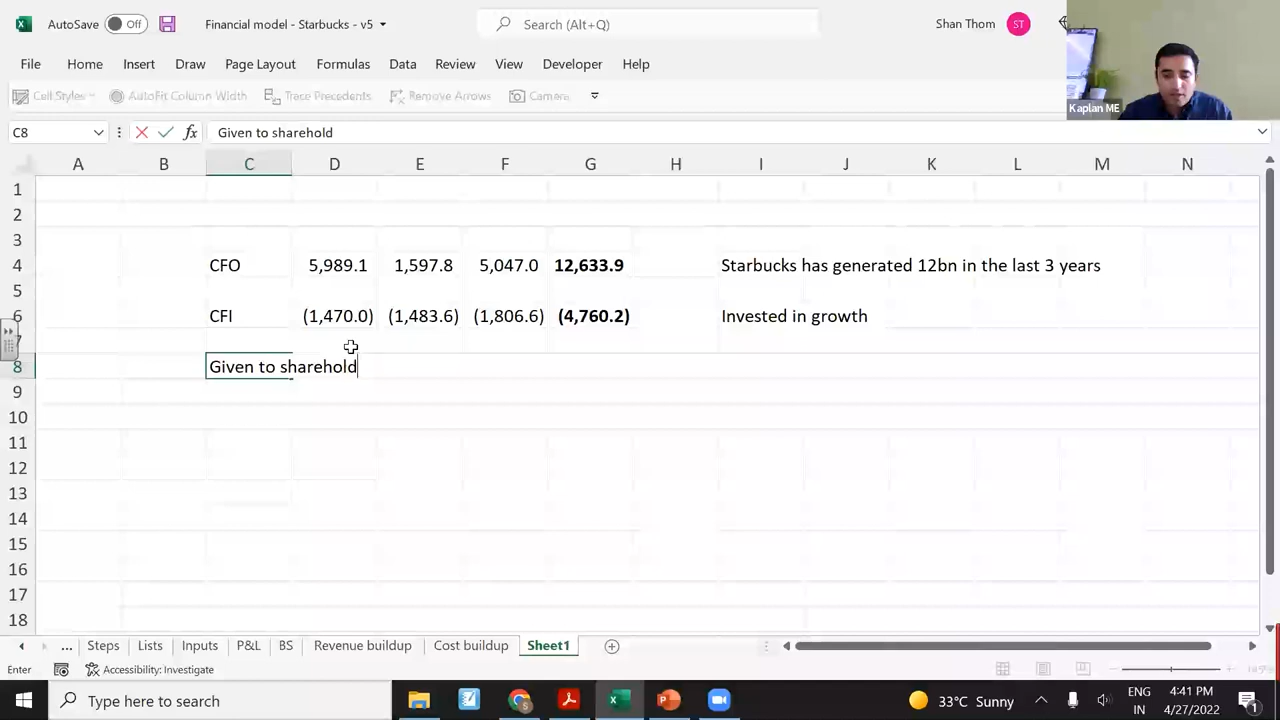 AutoSave Off Financial model - Starbucks - v5 Search (Alt+Q) Shan Thom ST
File Home Insert Draw Page Layout Formulas Data Review View Developer Help
Cell Styles AutoFit Column Width Trace Precedents Remove Arrows Camera
Kaplan ME
C8 fx Given to sharehold
A B C D E F G H I J K L M N
1
2
3
4 CFO 5,989.1 1,597.8 5,047.0 12,633.9 Starbucks has generated 12bn in the last 3 years
5
6 CFI (1,470.0) (1,483.6) (1,806.6) (4,760.2) Invested in growth
7
8 Given to sharehold
9
10
11
12
13
14
15
16
17
18
... Steps Lists Inputs P&L BS Revenue buildup Cost buildup Sheet1
Enter Accessibility: Investigate
Type here to search 33°C Sunny ENG IN 4:41 PM 4/27/2022 1